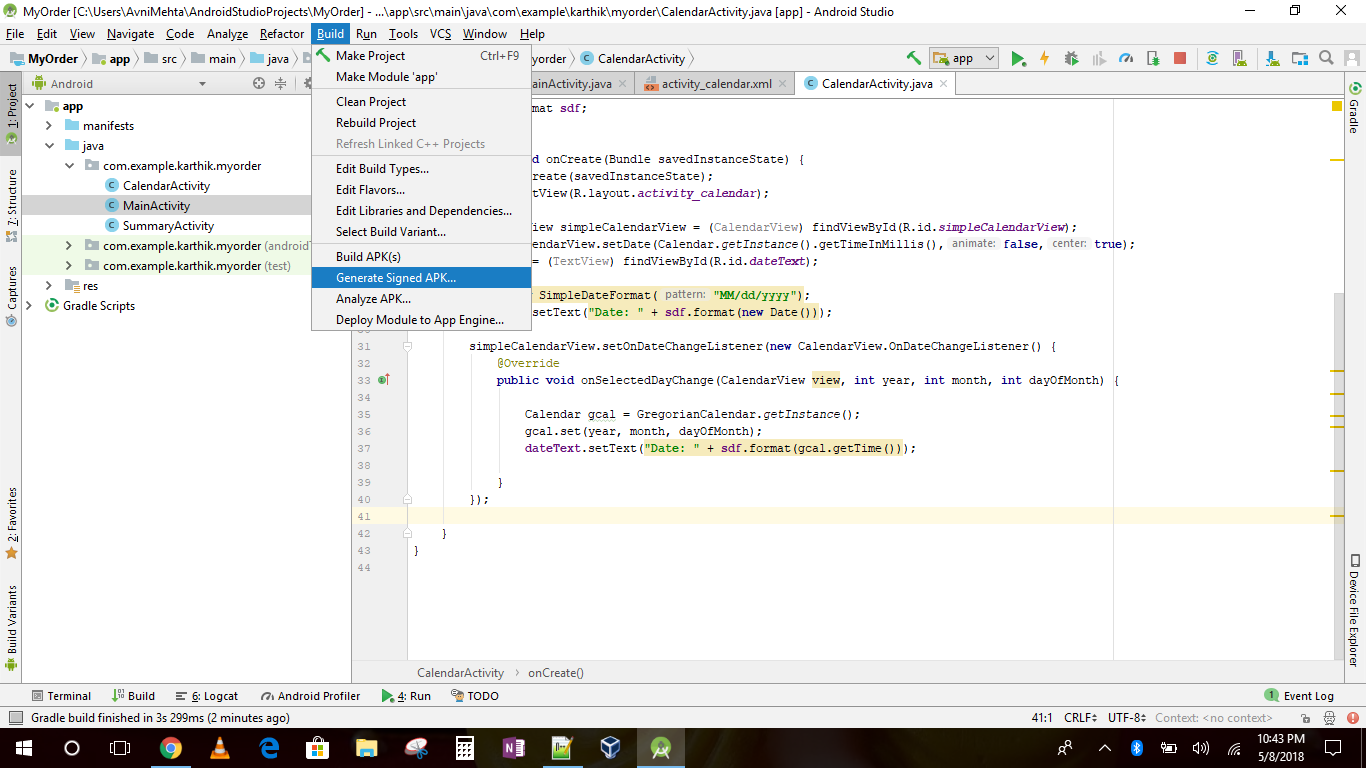 MyOrder [C:\Users\AvniMehta\AndroidStudioProjects\MyOrder] - ...\app\src\main\java\com\example\karthik\myorder\CalendarActivity.java [app] - Android Studio
File Edit View Navigate Code Analyze Refactor Build Run Tools VCS Window Help
MyOrder app src main java yorder CalendarActivity app
Android
ainActivity.java activity_calendar.xml CalendarActivity.java
1: Project
7: Structure
Captures
2: Favorites
Build Variants
app
manifests
java
com.example.karthik.myorder
CalendarActivity
MainActivity
SummaryActivity
com.example.karthik.myorder (androidT
com.example.karthik.myorder (test)
res
Gradle Scripts
Make Project Ctrl+F9
Make Module 'app'
Clean Project
Rebuild Project
Refresh Linked C++ Projects
Edit Build Types...
Edit Flavors...
Edit Libraries and Dependencies...
Select Build Variant...
Build APK(s)
Generate Signed APK...
Analyze APK...
Deploy Module to App Engine...
mat sdf;
d onCreate(Bundle savedInstanceState) {
reate(savedInstanceState);
tView(R.layout.activity_calendar);
iew simpleCalendarView = (CalendarView) findViewById(R.id.simpleCalendarView);
endarView.setDate(Calendar.getInstance().getTimeInMillis(), animate: false, center: true);
= (TextView) findViewById(R.id.dateText);
SimpleDateFormat( pattern: "MM/dd/yyyy");
.setText("Date: " + sdf.format(new Date()));
31 simpleCalendarView.setOnDateChangeListener(new CalendarView.OnDateChangeListener() {
32 @Override
33 public void onSelectedDayChange(CalendarView view, int year, int month, int dayOfMonth) {
34
35 Calendar gcal = GregorianCalendar.getInstance();
36 gcal.set(year, month, dayOfMonth);
37 dateText.setText("Date: " + sdf.format(gcal.getTime()));
38
39 }
40 });
41
42 }
43 }
44
CalendarActivity onCreate()
Gradle
Device File Explorer
Terminal Build 6: Logcat Android Profiler 4: Run TODO 1 Event Log
Gradle build finished in 3s 299ms (2 minutes ago) 41:1 CRLF UTF-8 Context: <no context>
10:43 PM
5/8/2018